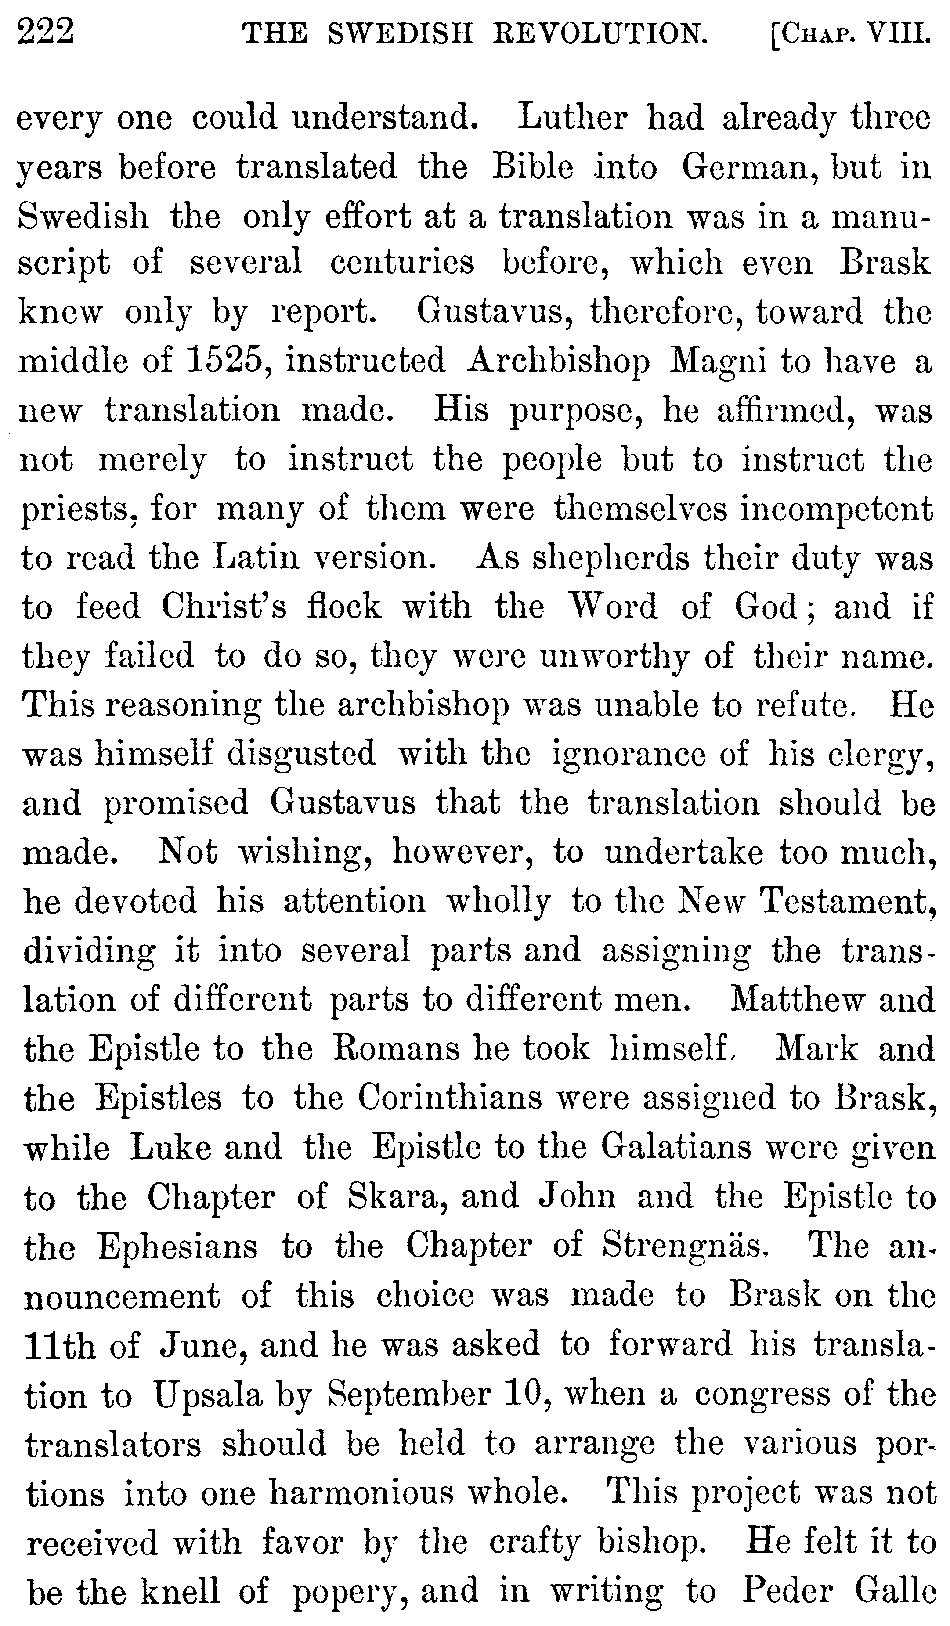 222 THE SWEDISH REVOLUTION. [CHAP. VIII.
every one could understand. Luther had already three
years before translated the Bible into German, but in
Swedish the only effort at a translation was in a manu-
script of several centuries before, which even Brask
knew only by report. Gustavus, therefore, toward the
middle of 1525, instructed Archbishop Magni to have a
new translation made. His purpose, he affirmed, was
not merely to instruct the people but to instruct the
priests, for many of them were themselves incompetent
to read the Latin version. As shepherds their duty was
to feed Christ's flock with the Word of God; and if
they failed to do so, they were unworthy of their name.
This reasoning the archbishop was unable to refute. He
was himself disgusted with the ignorance of his clergy,
and promised Gustavus that the translation should be
made. Not wishing, however, to undertake too much,
he devoted his attention wholly to the New Testament,
dividing it into several parts and assigning the trans-
lation of different parts to different men. Matthew and
the Epistle to the Romans he took himself. Mark and
the Epistles to the Corinthians were assigned to Brask,
while Luke and the Epistle to the Galatians were given
to the Chapter of Skara, and John and the Epistle to
the Ephesians to the Chapter of Strengnäs. The an-
nouncement of this choice was made to Brask on the
11th of June, and he was asked to forward his transla-
tion to Upsala by September 10, when a congress of the
translators should be held to arrange the various por-
tions into one harmonious whole. This project was not
received with favor by the crafty bishop. He felt it to
be the knell of popery, and in writing to Peder Galle